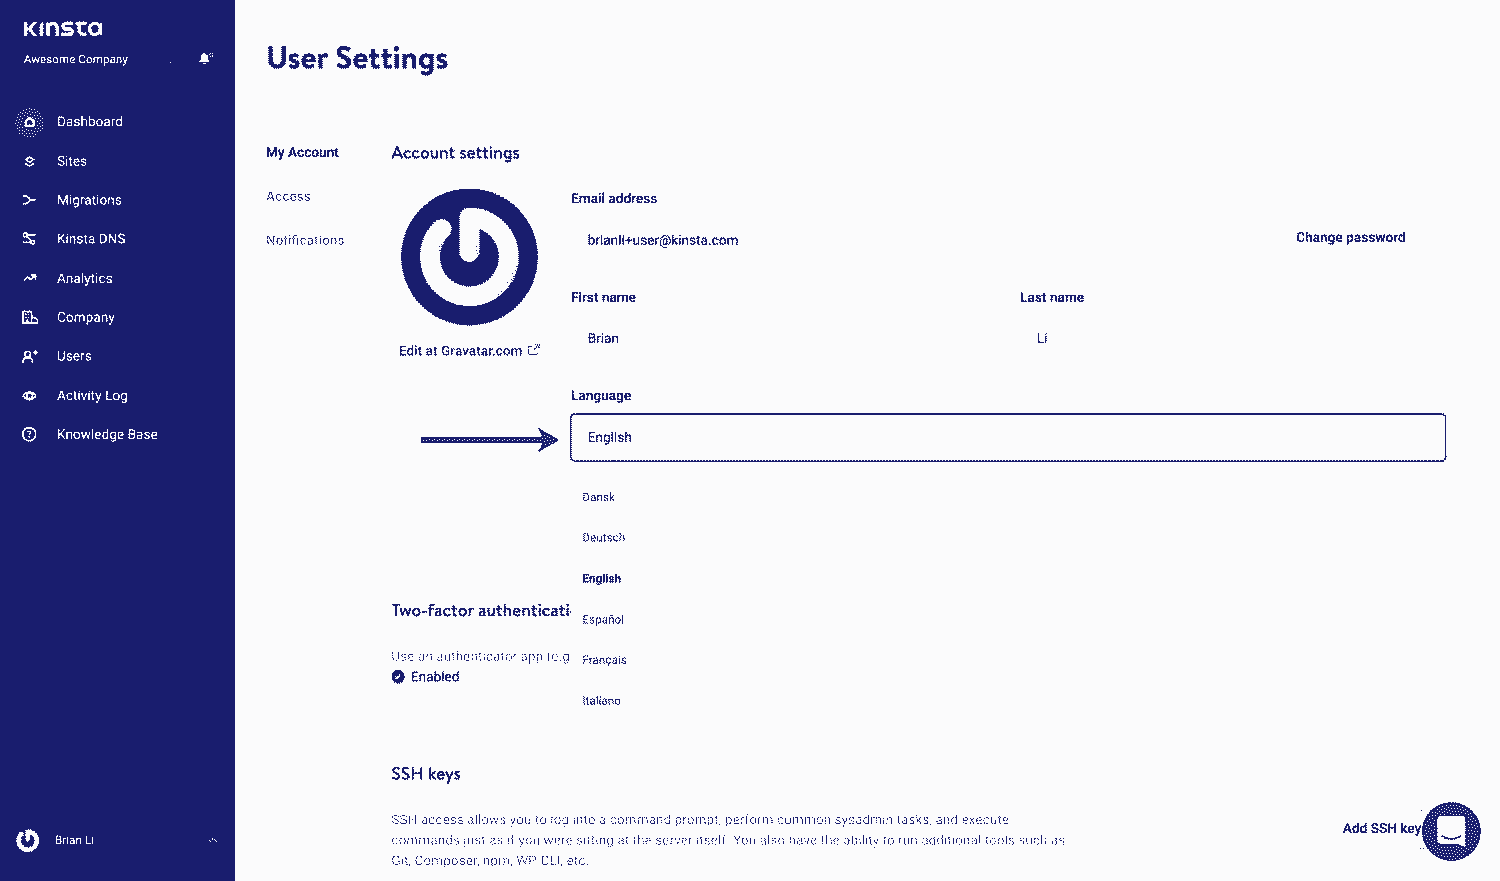 Kinsta
Awesome Company
Dashboard
Sites
Migrations
Kinsta DNS
Analytics
Company
Users
Activity Log
Knowledge Base
Brian Li
User Settings
My Account
Access
Notifications
Account settings
Edit at Gravatar.com
Email address
brianli+user@kinsta.com
Change password
First name
Last name
Brian
Li
Language
English
Dansk
Deutsch
English
Español
Français
Italiano
Two-factor authenticati
Use an authenticator app (e.g
Enabled
SSH keys
SSH access allows you to log into a command prompt, perform common sysadmin tasks, and execute
commands just as if you were sitting at the server itself. You also have the ability to run additional tools such as
Git, Composer, npm, WP CLI, etc.
Add SSH key